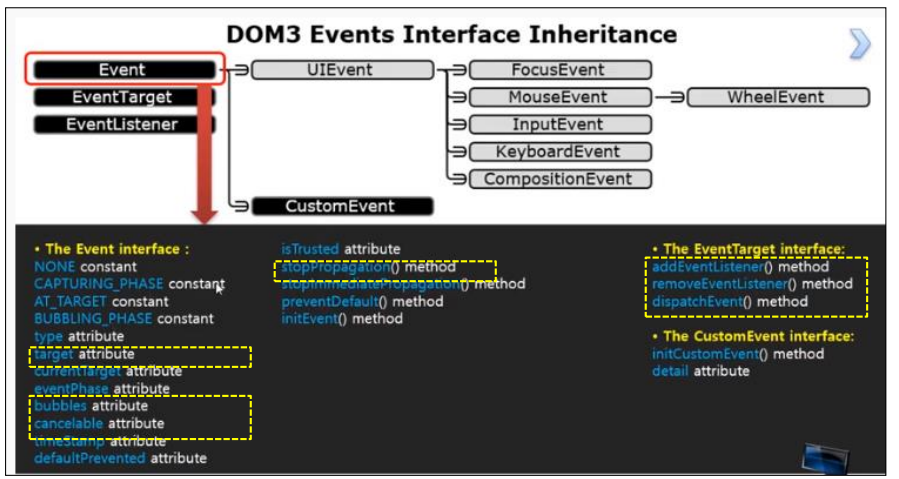 DOM3 Events Interface Inheritance
Event
UIEvent
FocusEvent
EventTarget
MouseEvent
WheelEvent
EventListener
InputEvent
KeyboardEvent
CompositionEvent
CustomEvent
• The Event interface :
NONE constant
CAPTURING_PHASE constant
AT_TARGET constant
BUBBLING_PHASE constant
type attribute
target attribute
currentTarget attribute
eventPhase attribute
bubbles attribute
cancelable attribute
timeStamp attribute
defaultPrevented attribute
isTrusted attribute
stopPropagation() method
stopImmediatePropagation() method
preventDefault() method
initEvent() method
• The EventTarget interface:
addEventListener() method
removeEventListener() method
dispatchEvent() method
• The CustomEvent interface:
initCustomEvent() method
detail attribute